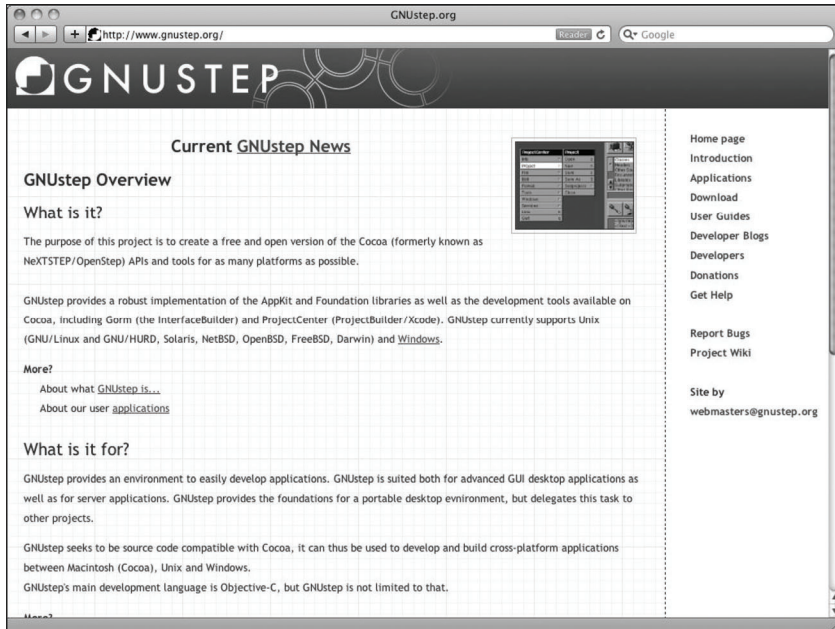 GNUstep.org
http://www.gnustep.org/
Reader
Google
GNUSTEP
Current GNUstep News
GNUstep Overview
What is it?
The purpose of this project is to create a free and open version of the Cocoa (formerly known as
NeXTSTEP/OpenStep) APIs and tools for as many platforms as possible.
GNUstep provides a robust implementation of the AppKit and Foundation libraries as well as the development tools available on
Cocoa, including Gorm (the InterfaceBuilder) and ProjectCenter (ProjectBuilder/Xcode). GNUstep currently supports Unix
(GNU/Linux and GNU/HURD, Solaris, NetBSD, OpenBSD, FreeBSD, Darwin) and Windows.
More?
About what GNUstep is...
About our user applications
What is it for?
GNUstep provides an environment to easily develop applications. GNUstep is suited both for advanced GUI desktop applications as
well as for server applications. GNUstep provides the foundations for a portable desktop evnironment, but delegates this task to
other projects.
GNUstep seeks to be source code compatible with Cocoa, it can thus be used to develop and build cross-platform applications
between Macintosh (Cocoa), Unix and Windows.
GNUstep's main development language is Objective-C, but GNUstep is not limited to that.
More?
Home page
Introduction
Applications
Download
User Guides
Developer Blogs
Developers
Donations
Get Help
Report Bugs
Project Wiki
Site by
webmasters@gnustep.org